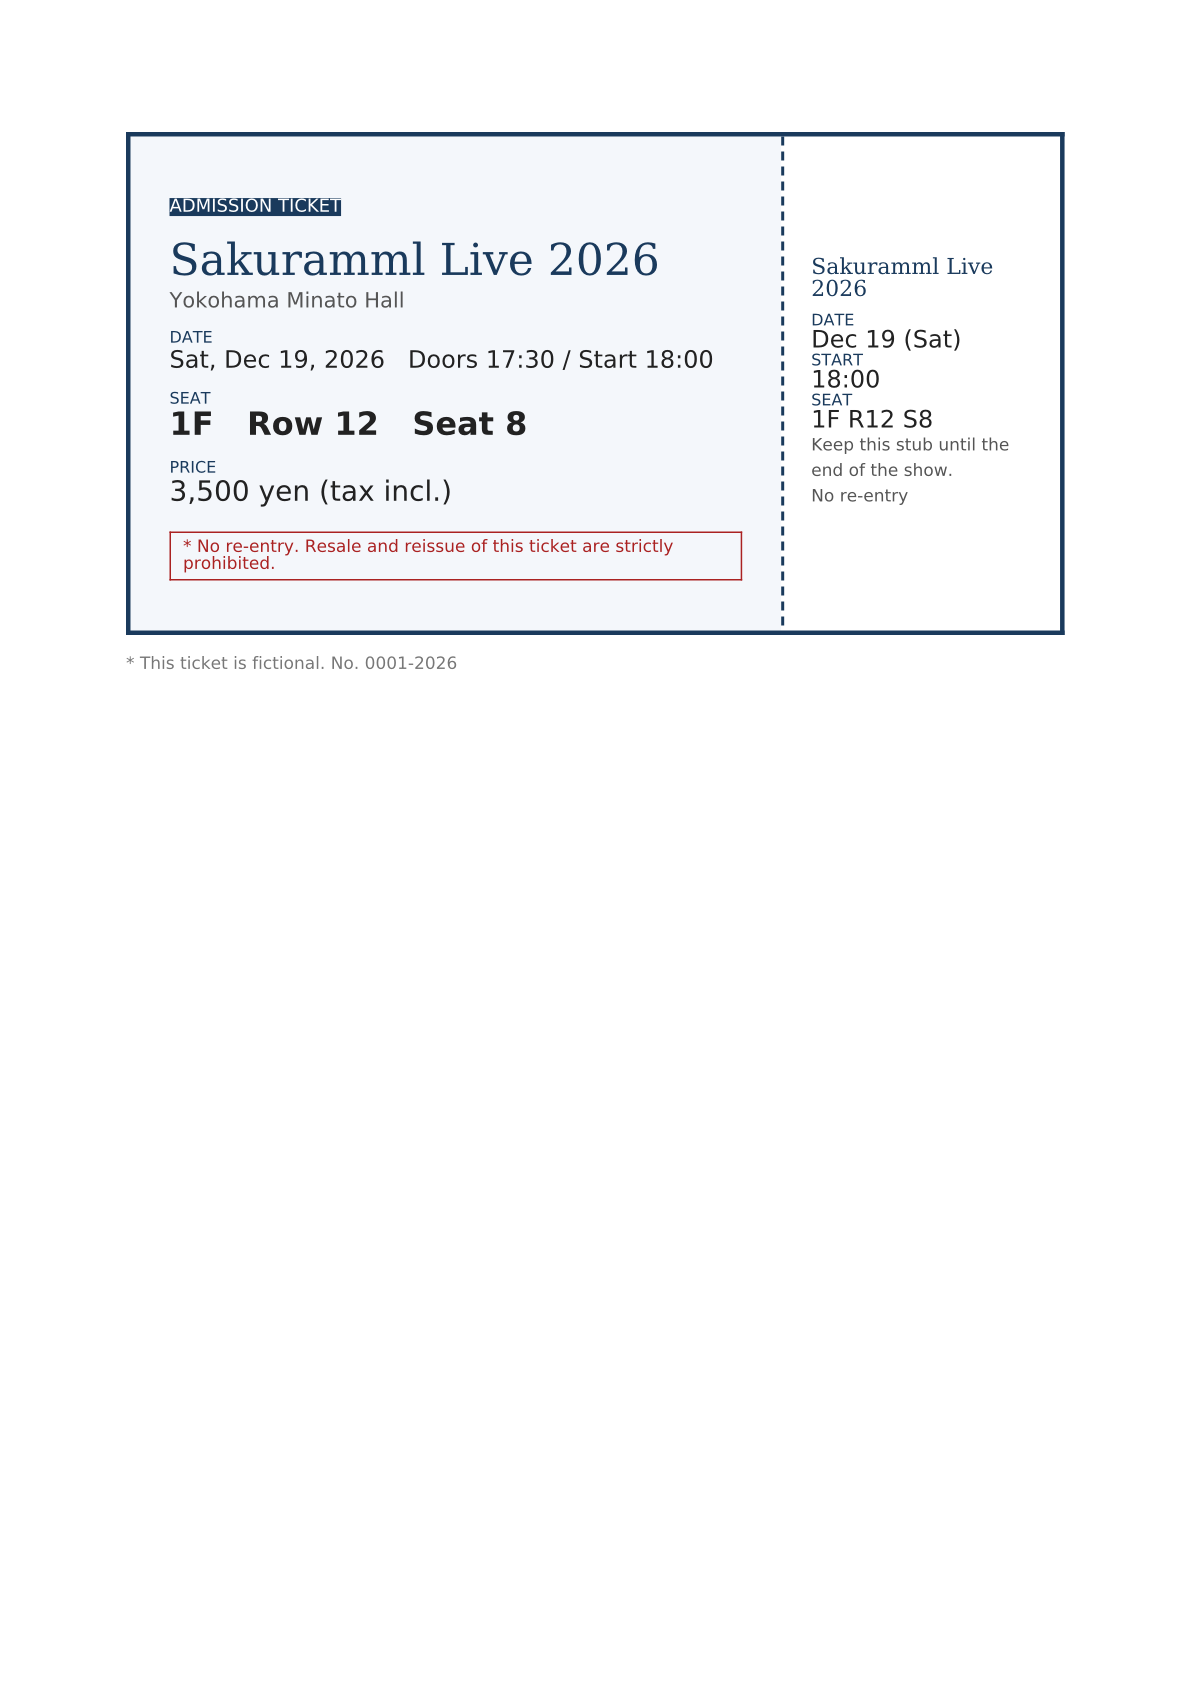 ADMISSION TICKET
Sakuramml Live 2026
Yokohama Minato Hall
DATE
Sat, Dec 19, 2026   Doors 17:30 / Start 18:00
SEAT
1F   Row 12   Seat 8
PRICE
3,500 yen (tax incl.)
* No re-entry. Resale and reissue of this ticket are strictly
prohibited.
Sakuramml Live
2026
DATE
Dec 19 (Sat)
START
18:00
SEAT
1F R12 S8
Keep this stub until the
end of the show.
No re-entry
* This ticket is fictional. No. 0001-2026